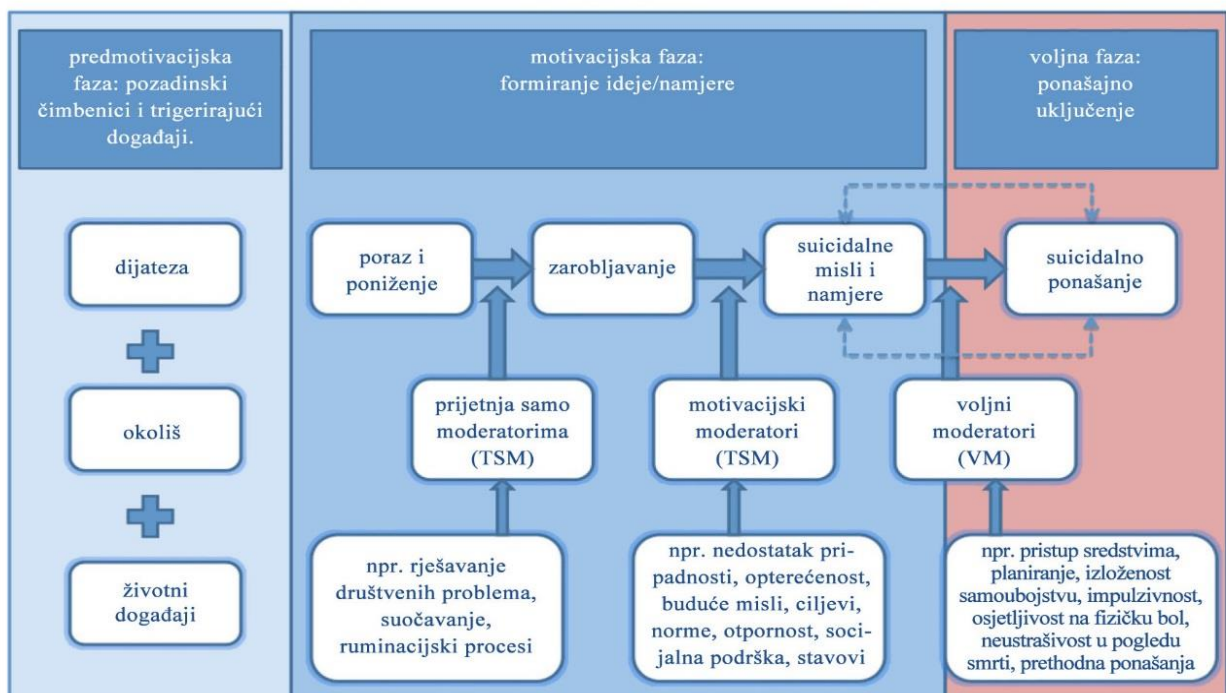 predmotivacijska
faza: pozadinski
čimbenici i trigerirajući
događaji.
motivacijska faza:
formiranje ideje/namjere
voljna faza:
ponašajno
uključenje
dijateza
okoliš
životni
događaji
poraz i
poniženje
zarobljavanje
suicidalne
misli i
namjere
suicidalno
ponašanje
prijetnja samo
moderatorima
(TSM)
motivacijski
moderatori
(TSM)
voljni
moderatori
(VM)
npr. rješavanje
društvenih problema,
suočavanje,
ruminacijski procesi
npr. nedostatak pri-
padnosti, opterećenost,
buduće misli, ciljevi,
norme, otpornost, soci-
jalna podrška, stavovi
npr. pristup sredstvima,
planiranje, izloženost
samoubojstvu, impulzivnost,
osjetljivost na fizičku bol,
neustrašivost u pogledu
smrti, prethodna ponašanja